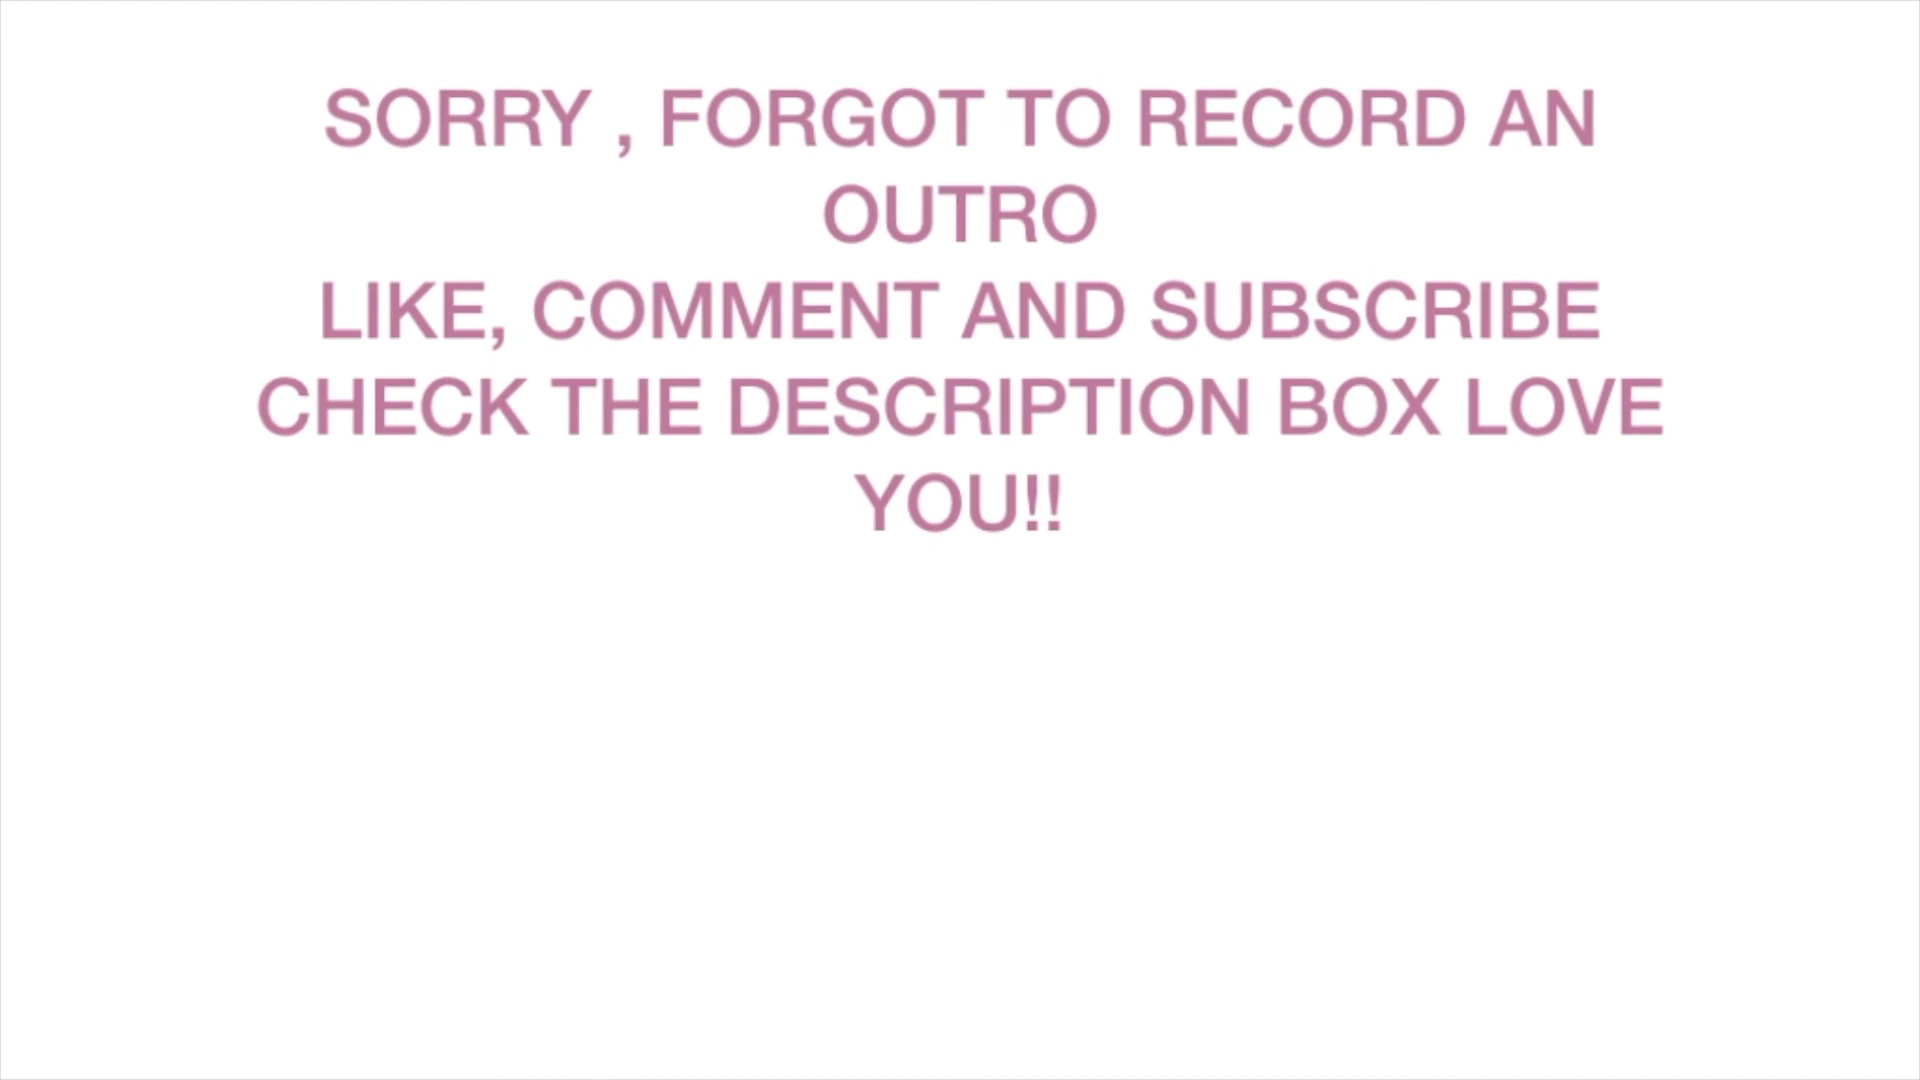 SORRY , FORGOT TO RECORD AN
OUTRO
LIKE, COMMENT AND SUBSCRIBE
CHECK THE DESCRIPTION BOX LOVE
YOU!!